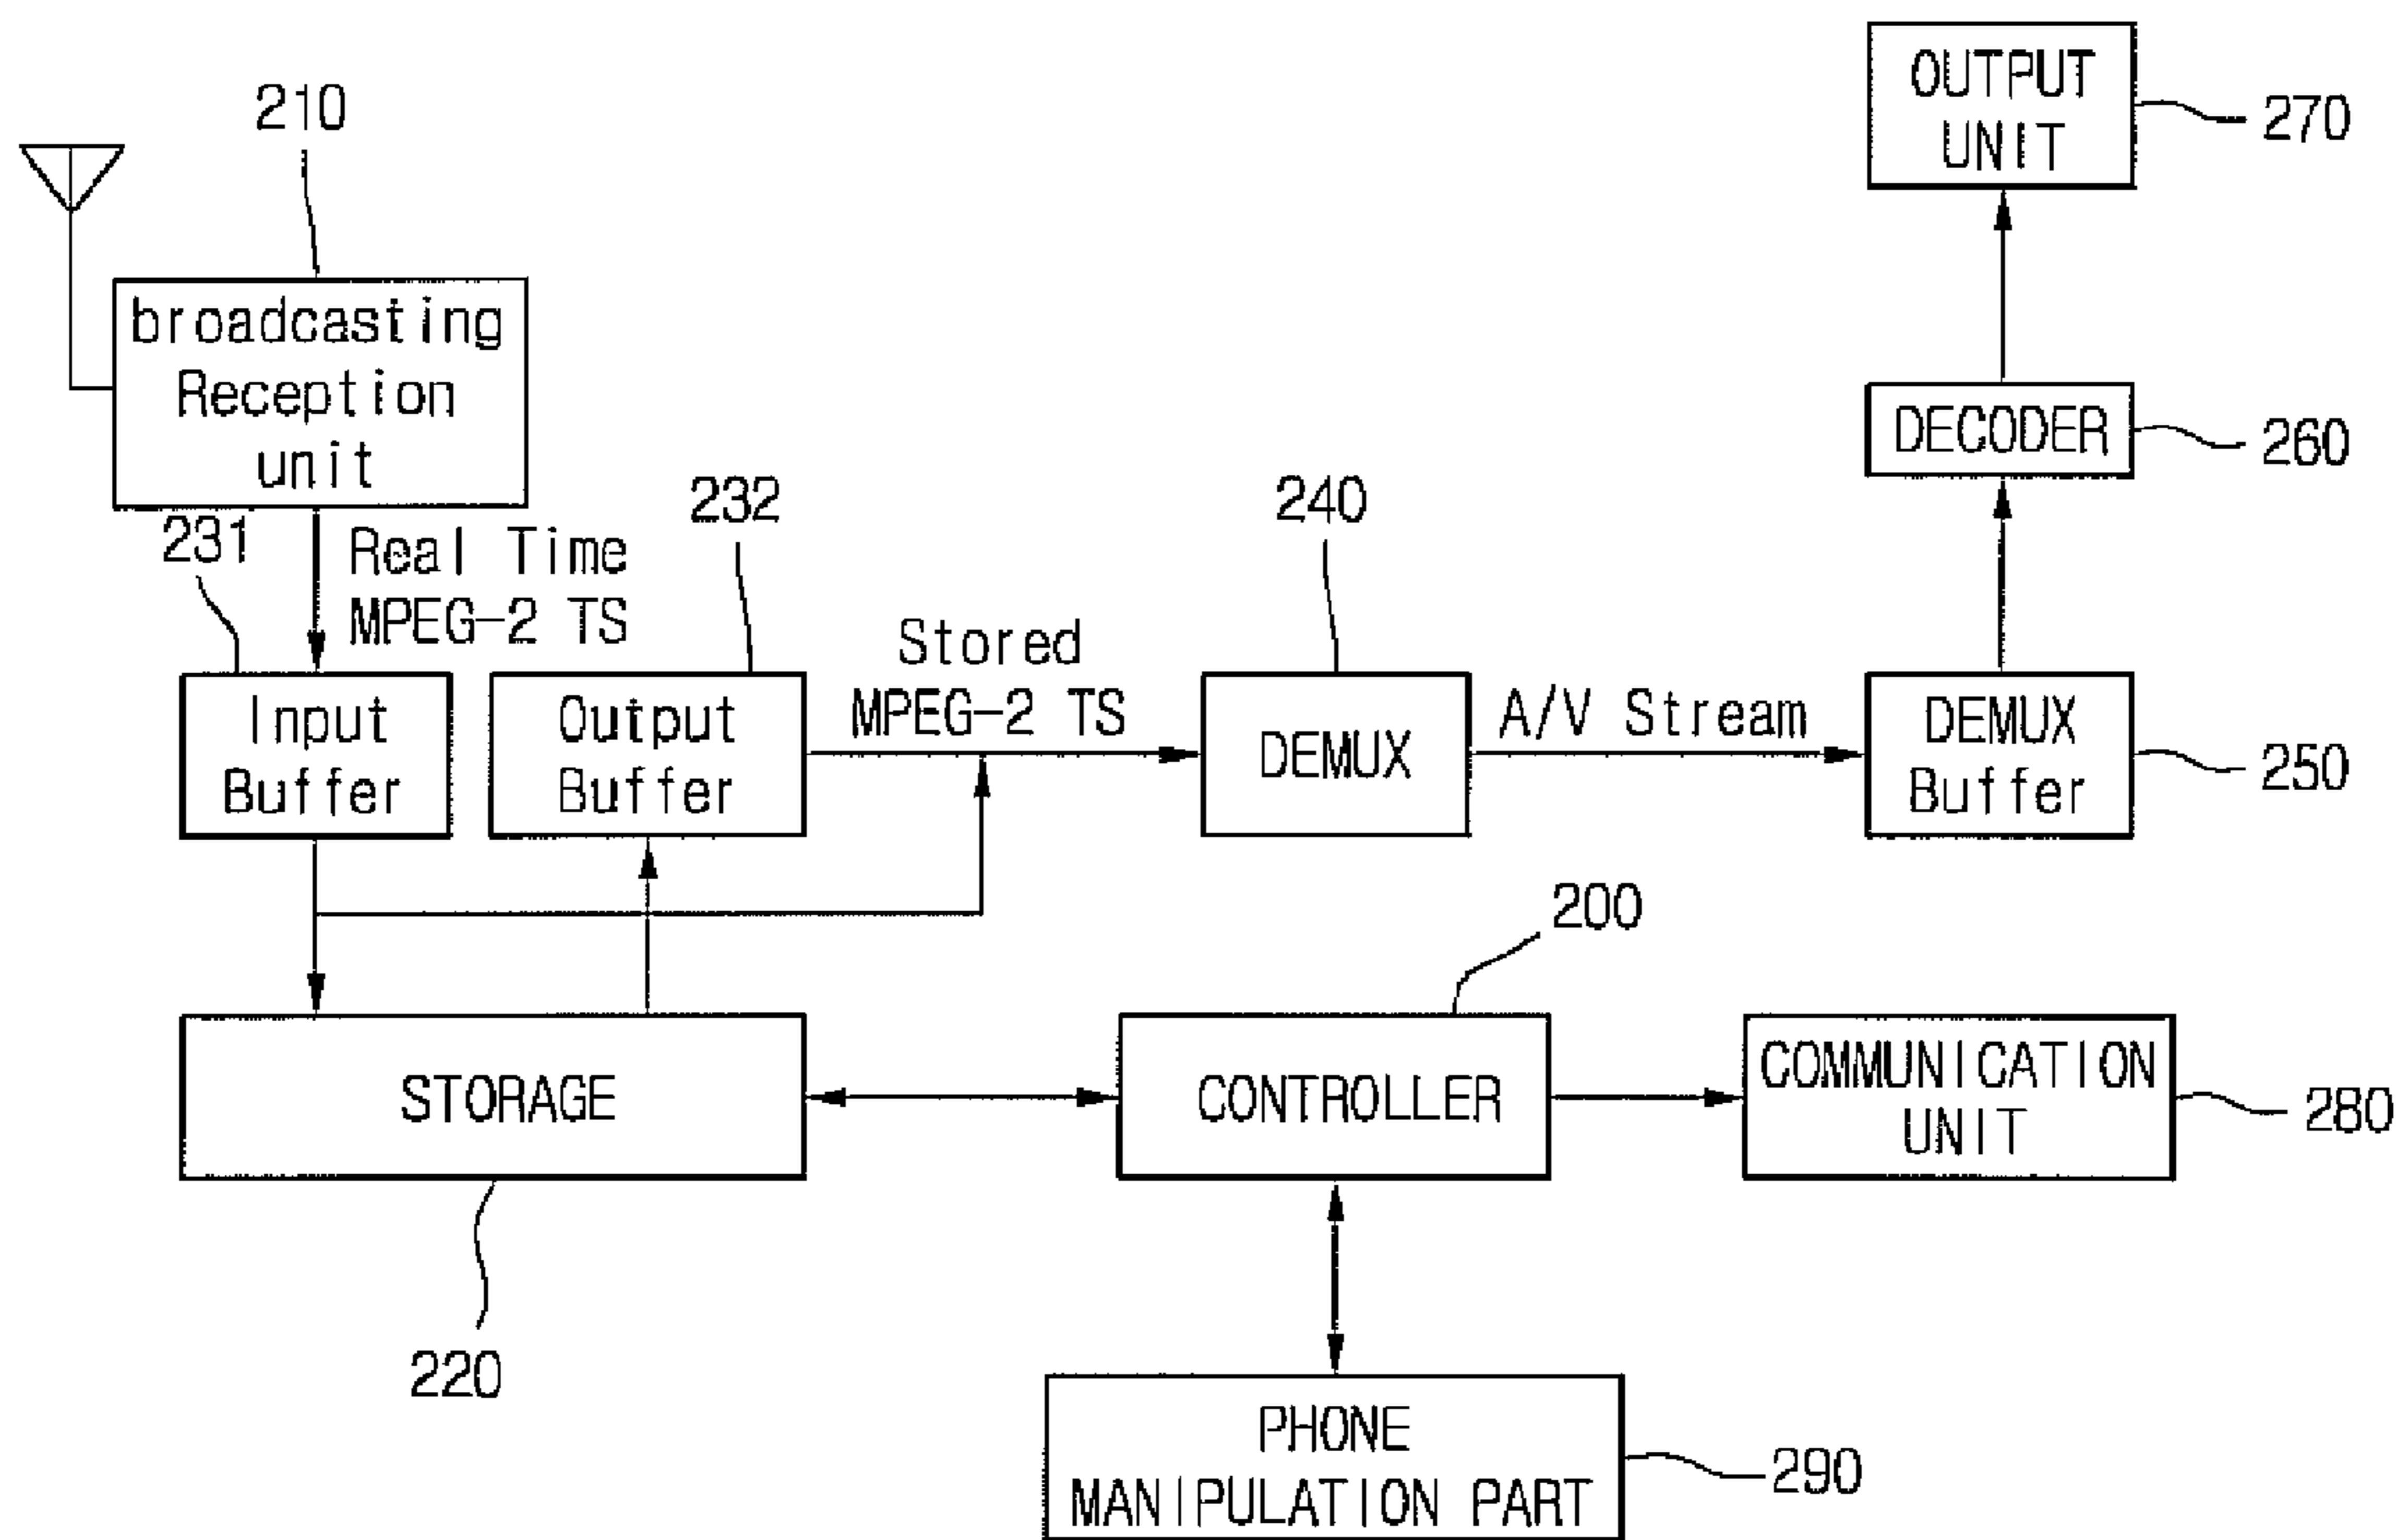 OUTPUT
UNIT
270
210
broadcasting
Reception
unit
DECODER
260
231
Real Time
MPEG-2 TS
232
240
Stored
MPEG-2 TS
Input
Buffer
Output
Buffer
DEMUX
A/V Stream
DEMUX
Buffer
250
200
STORAGE
CONTROLLER
COMMUNICATION
UNIT
280
220
PHONE
MANIPULATION PART
290